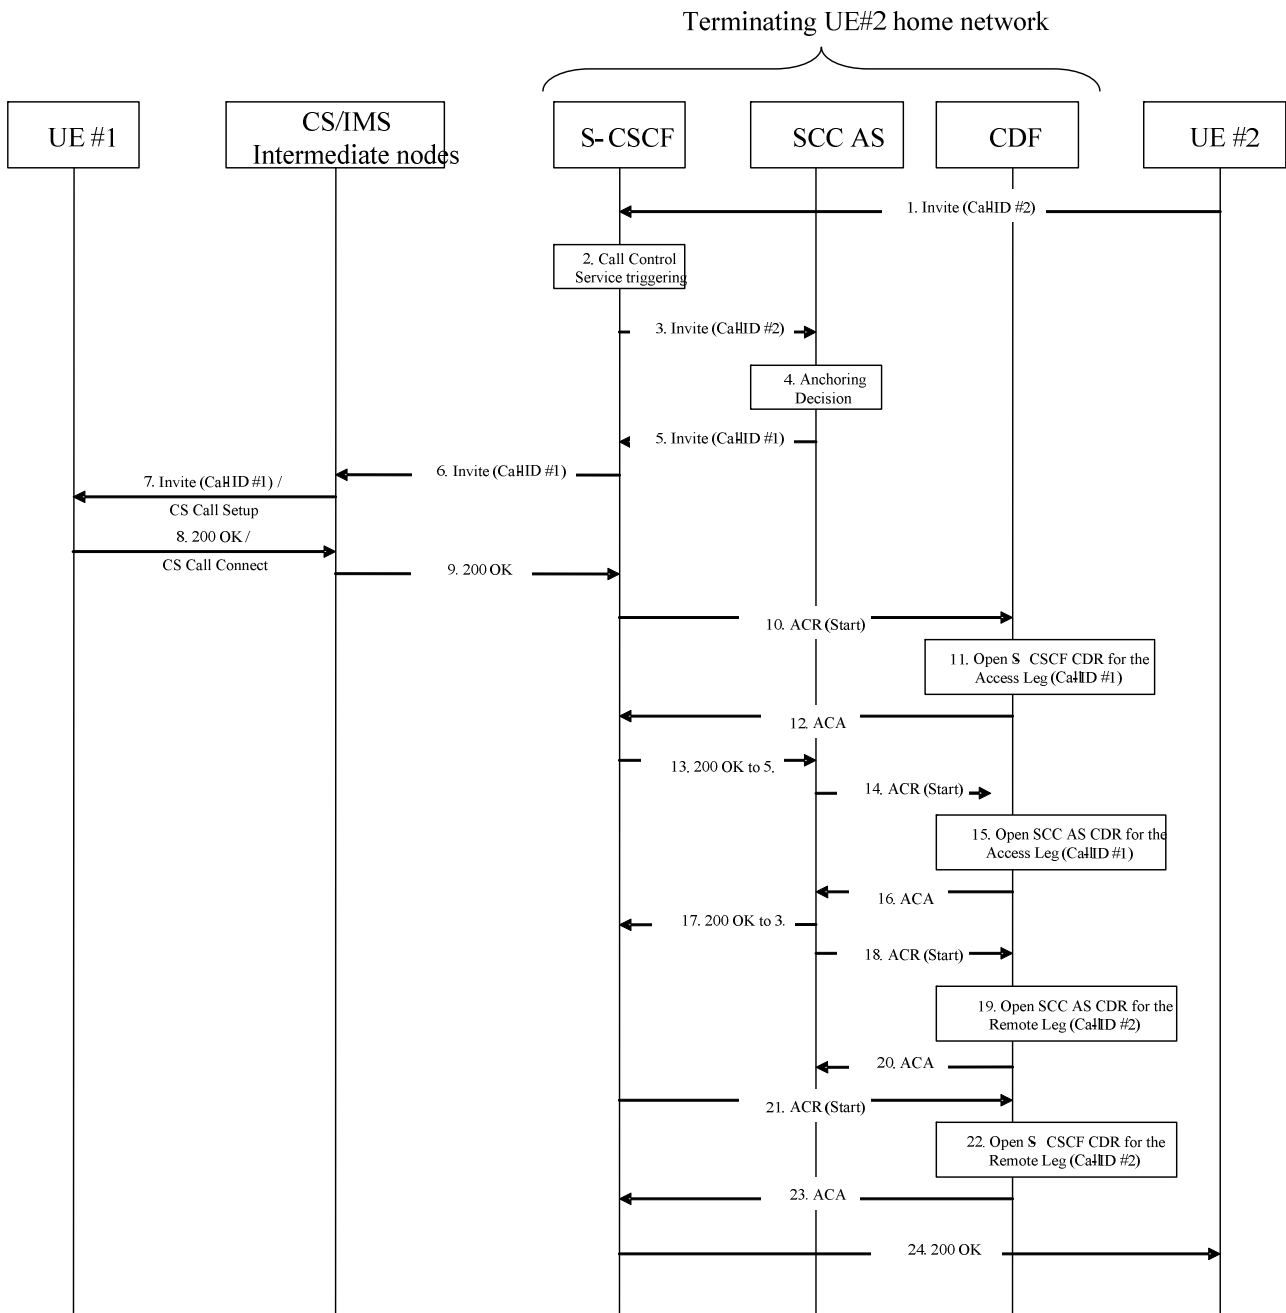 Terminating UE#2 home network
UE #1
CS/IMS
Intermediate nodes
S-CSCF
SCC AS
CDF
UE #2
1. Invite (Call-ID #2)
2. Call Control
Service triggering
3. Invite (Call-ID #2)
4. Anchoring
Decision
5. Invite (Call-ID #1)
6. Invite (Call-ID #1)
7. Invite (Call-ID #1) /
CS Call Setup
8. 200 OK /
CS Call Connect
9. 200 OK
10. ACR (Start)
11. Open S-CSCF CDR for the
Access Leg (Call-ID #1)
12. ACA
13. 200 OK to 5.
14. ACR (Start)
15. Open SCC AS CDR for the
Access Leg (Call-ID #1)
16. ACA
17. 200 OK to 3.
18. ACR (Start)
19. Open SCC AS CDR for the
Remote Leg (Call-ID #2)
20. ACA
21. ACR (Start)
22. Open S-CSCF CDR for the
Remote Leg (Call-ID #2)
23. ACA
24. 200 OK